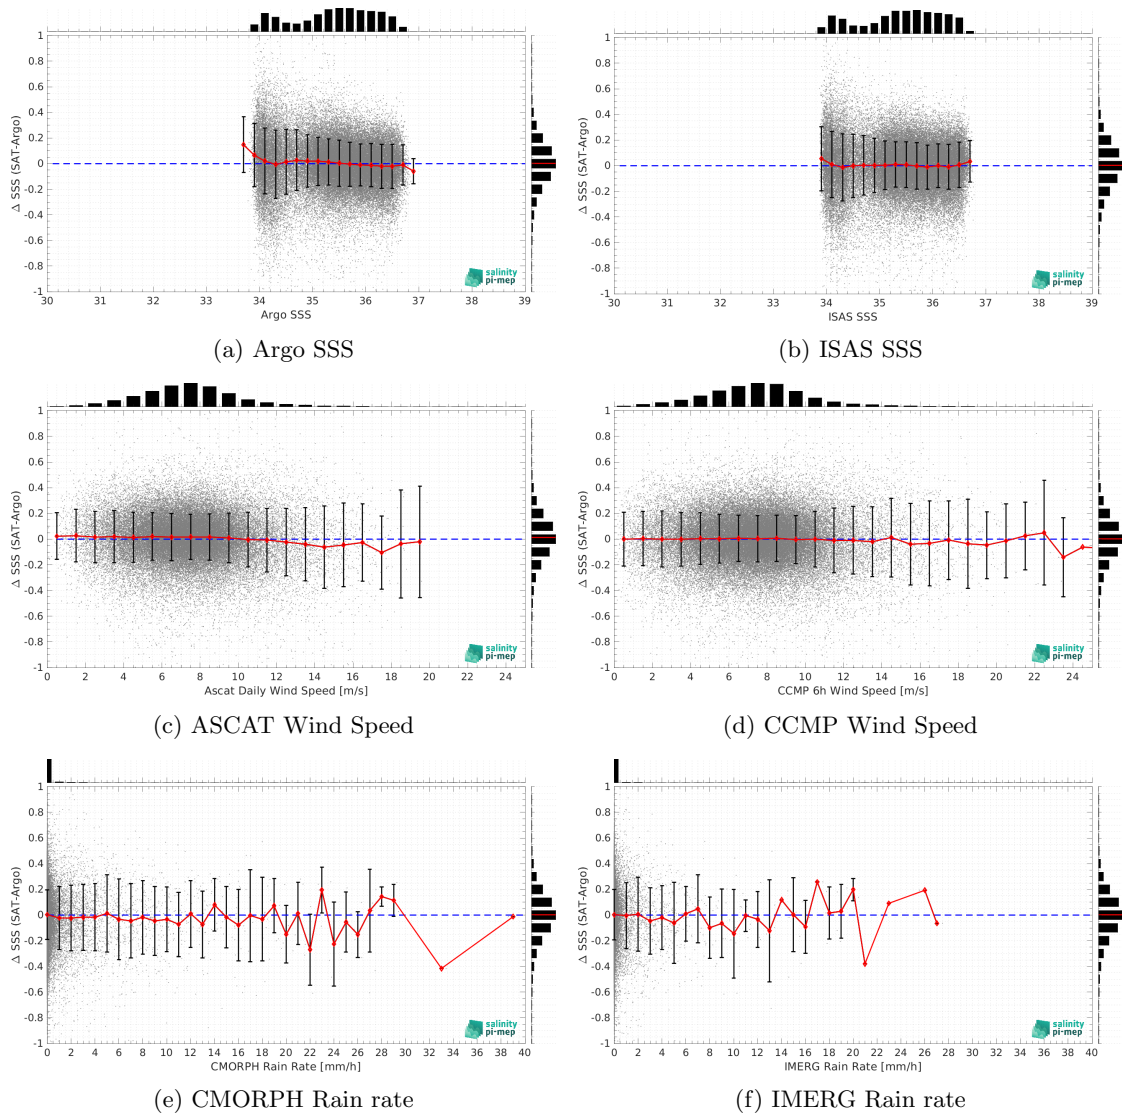 1
0.8
0.6
0.4
0.2
0
-0.2
-0.4
-0.6
-0.8
-1
Δ SSS (SAT-Argo)
salinity
pi-mep
30 31 32 33 34 35 36 37 38 39
Argo SSS
(a) Argo SSS
1
0.8
0.6
0.4
0.2
0
-0.2
-0.4
-0.6
-0.8
-1
Δ SSS (SAT-Argo)
salinity
pi-mep
30 31 32 33 34 35 36 37 38 39
ISAS SSS
(b) ISAS SSS
1
0.8
0.6
0.4
0.2
0
-0.2
-0.4
-0.6
-0.8
-1
Δ SSS (SAT-Argo)
salinity
pi-mep
0 2 4 6 8 10 12 14 16 18 20 22 24
Ascat Daily Wind Speed [m/s]
(c) ASCAT Wind Speed
1
0.8
0.6
0.4
0.2
0
-0.2
-0.4
-0.6
-0.8
-1
Δ SSS (SAT-Argo)
salinity
pi-mep
0 2 4 6 8 10 12 14 16 18 20 22 24
CCMP 6h Wind Speed [m/s]
(d) CCMP Wind Speed
1
0.8
0.6
0.4
0.2
0
-0.2
-0.4
-0.6
-0.8
-1
Δ SSS (SAT-Argo)
salinity
pi-mep
0 2 4 6 8 10 12 14 16 18 20 22 24 26 28 30 32 34 36 38 40
CMORPH Rain Rate [mm/h]
(e) CMORPH Rain rate
1
0.8
0.6
0.4
0.2
0
-0.2
-0.4
-0.6
-0.8
-1
Δ SSS (SAT-Argo)
salinity
pi-mep
0 2 4 6 8 10 12 14 16 18 20 22 24 26 28 30 32 34 36 38 40
IMERG Rain Rate [mm/h]
(f) IMERG Rain rate